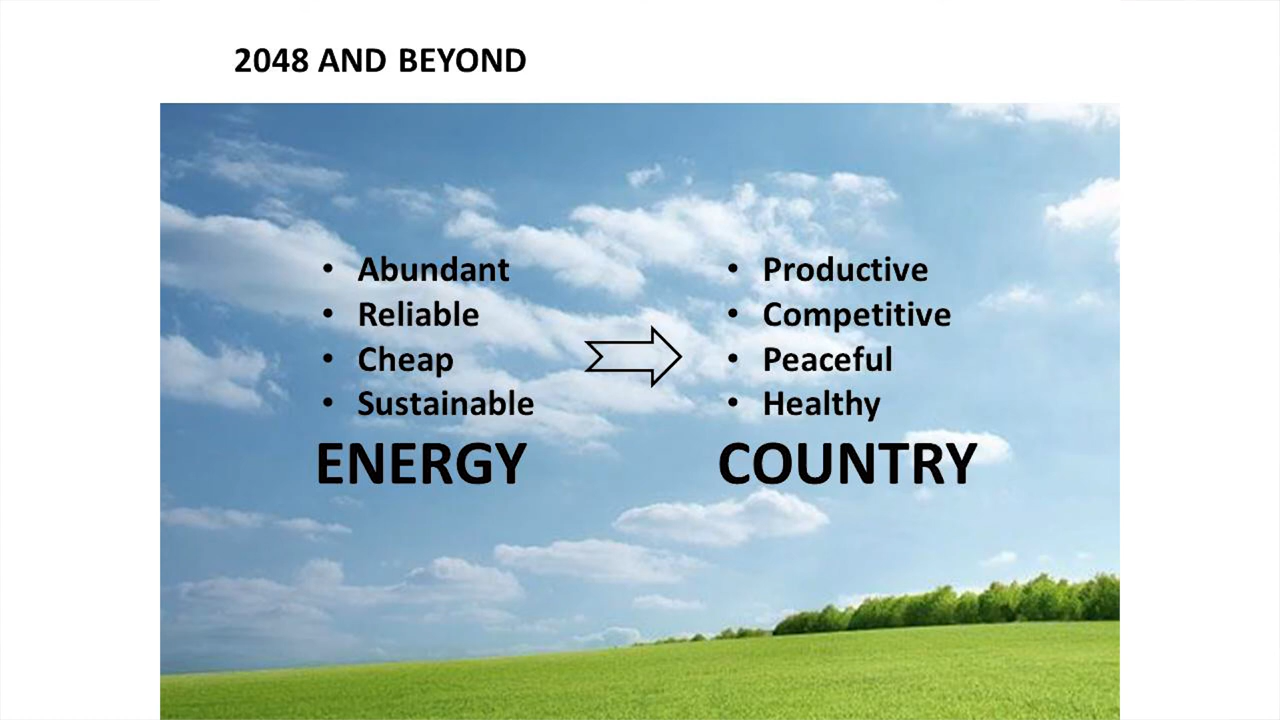 2048 AND BEYOND
• Abundant
• Reliable
• Cheap
• Sustainable
ENERGY
• Productive
• Competitive
• Peaceful
• Healthy
COUNTRY